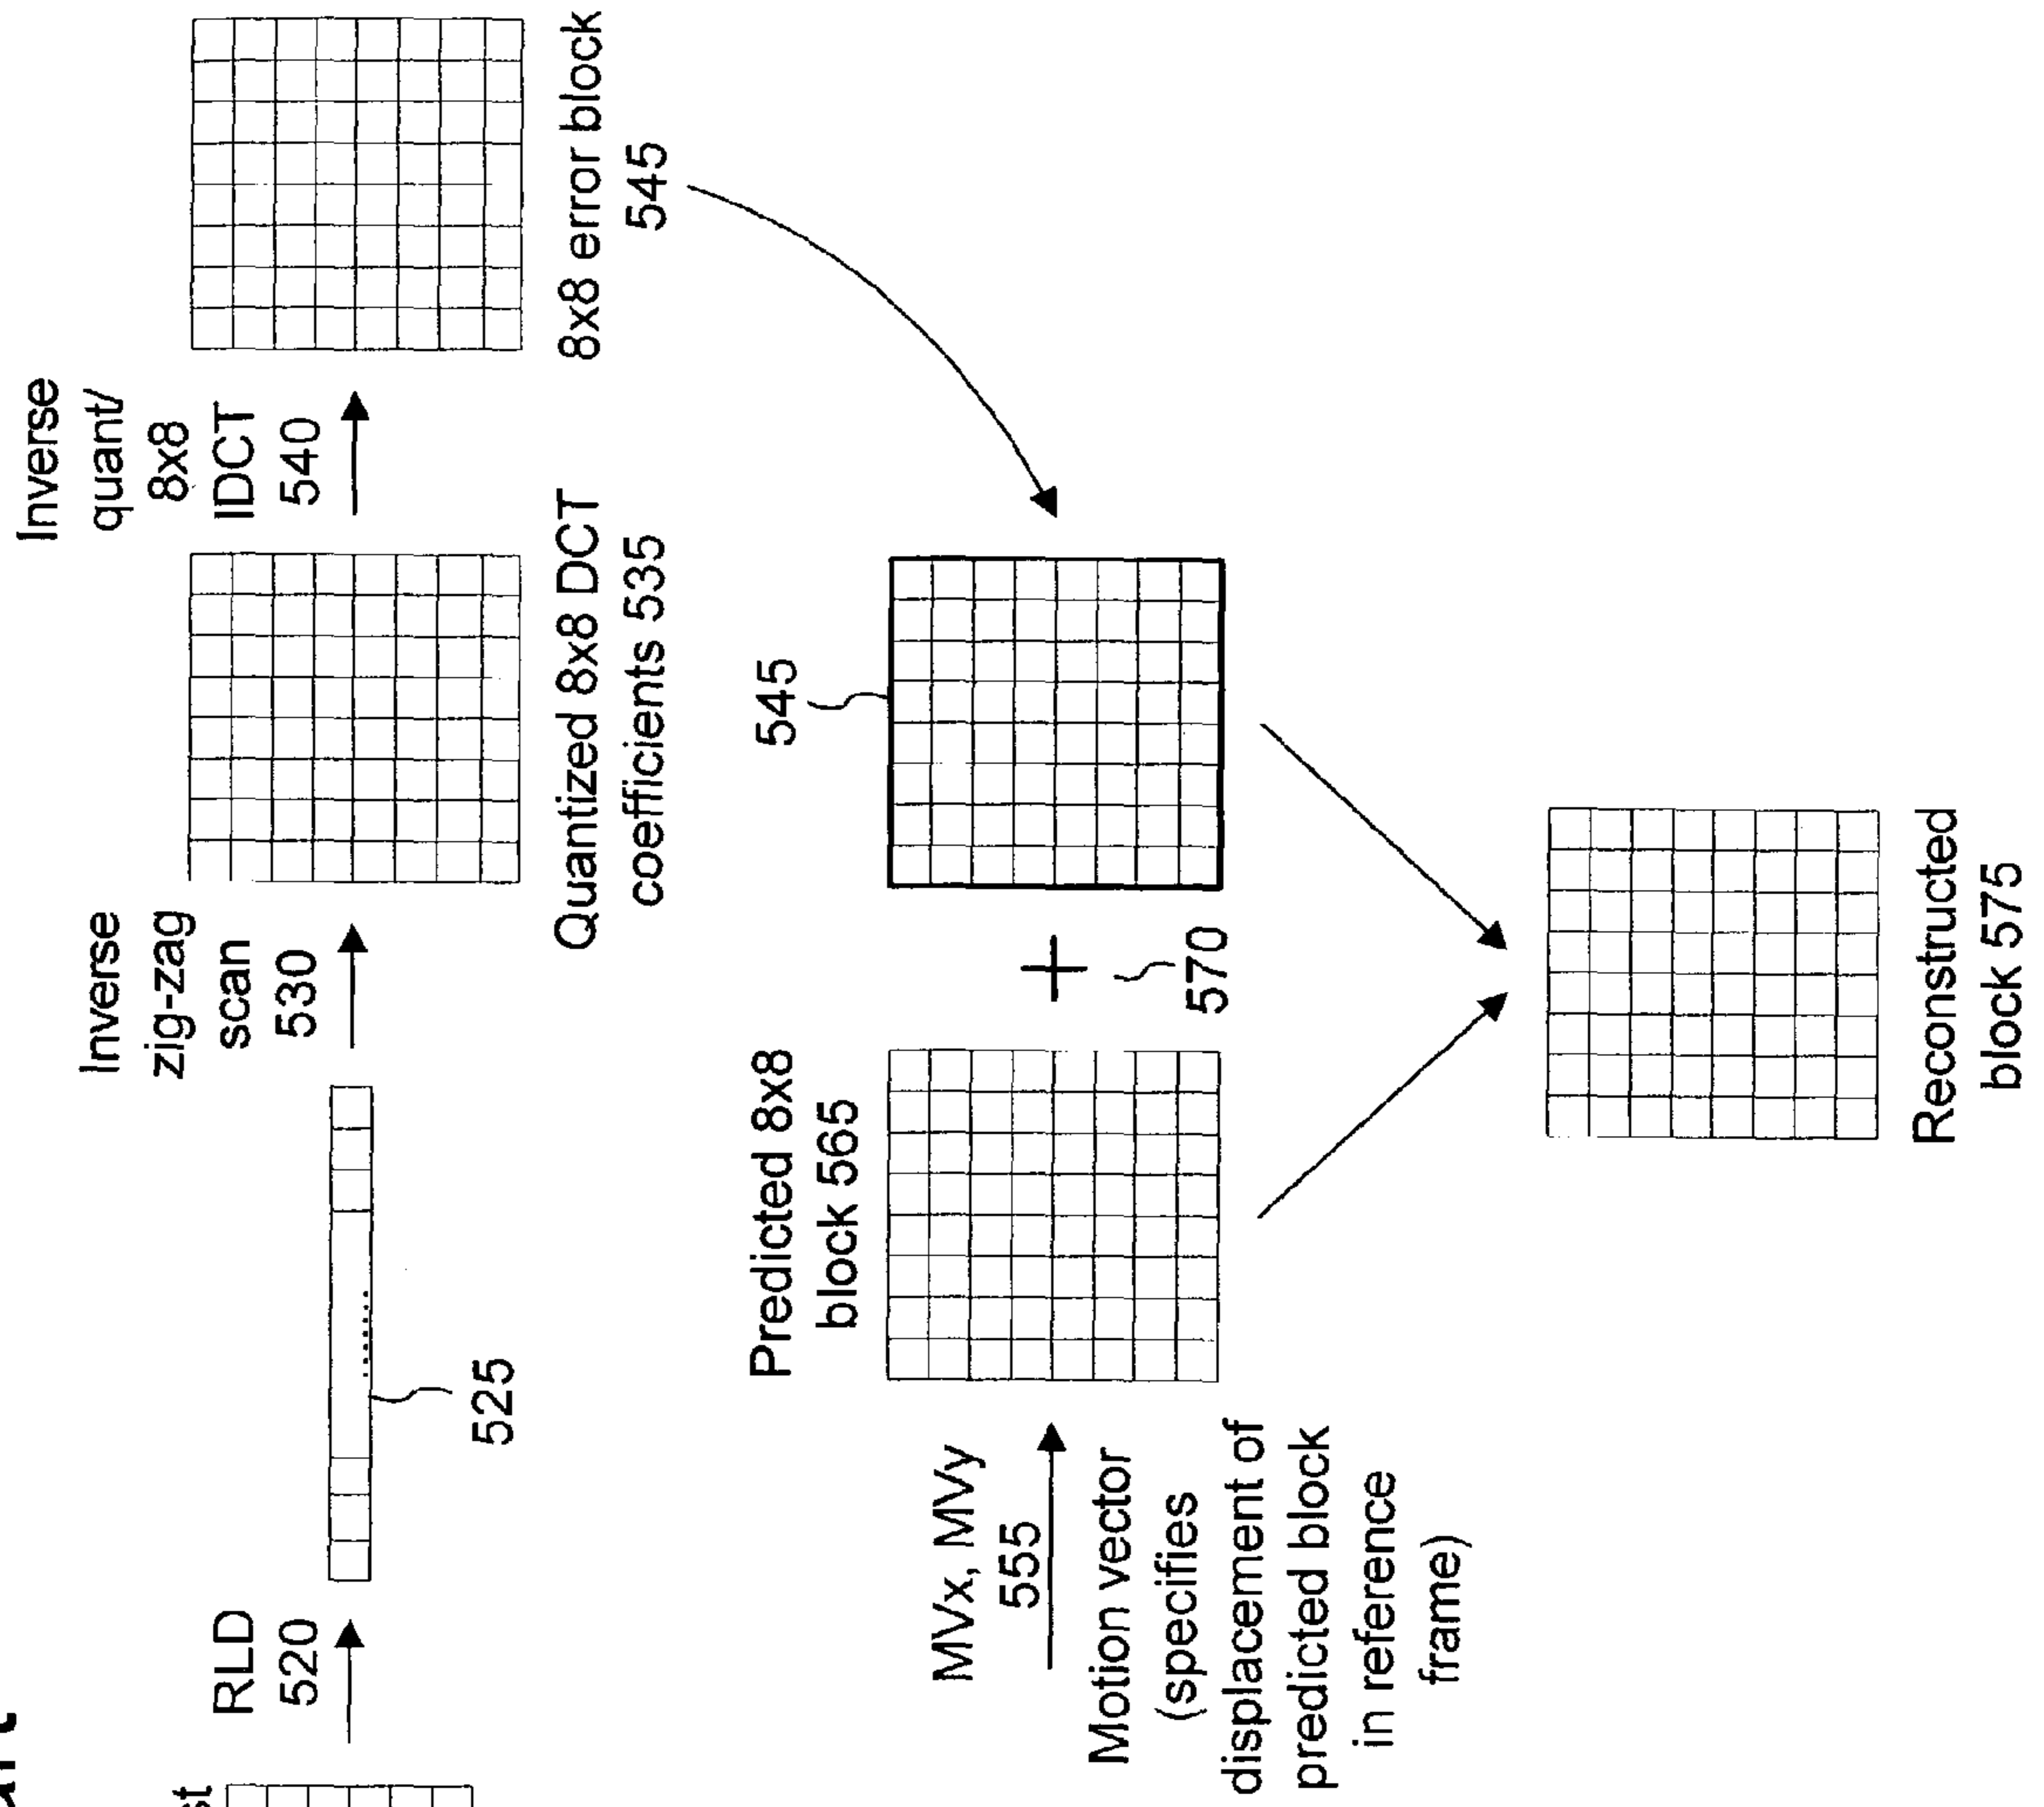 Inverse
quant/
8x8
IDCT
540
Inverse
zig-zag
scan
530
RLD
520
525
Quantized 8x8 DCT
coefficients 535
8x8 error block
545
Predicted 8x8
block 565
545
MVx, MVy
555
Motion vector
(specifies
displacement of
predicted block
in reference
frame)
+
570
Reconstructed
block 575